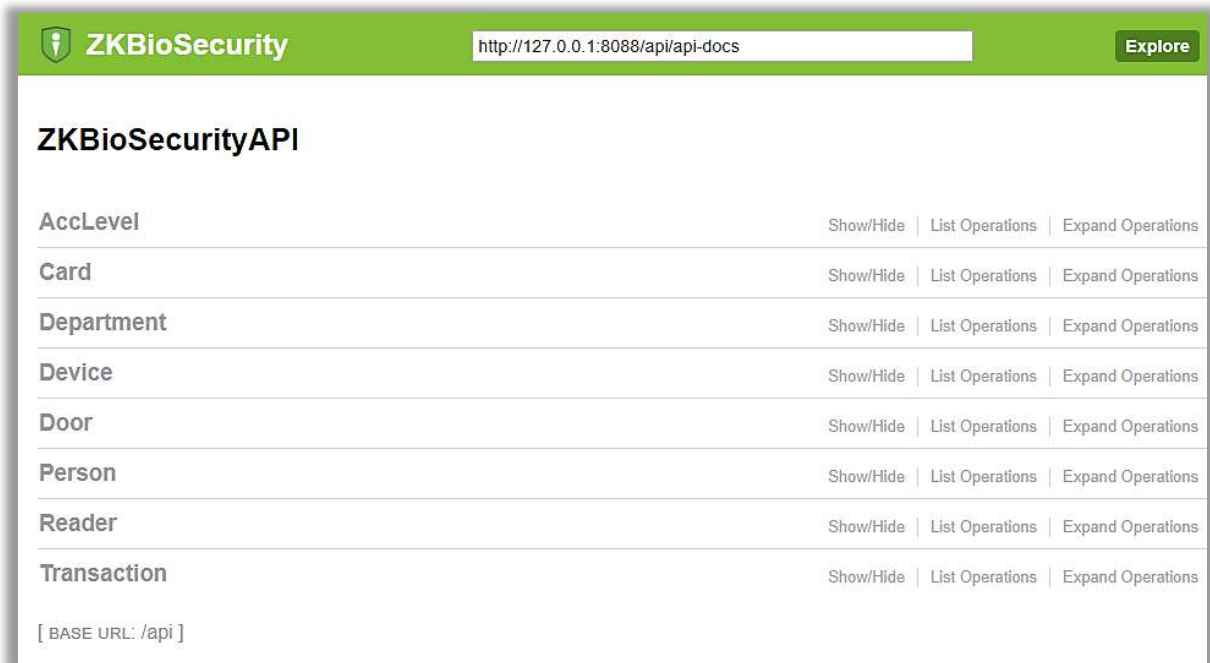 ZKBioSecurity http://127.0.0.1:8088/api/api-docs Explore
ZKBioSecurityAPI
AccLevel Show/Hide | List Operations | Expand Operations
Card Show/Hide | List Operations | Expand Operations
Department Show/Hide | List Operations | Expand Operations
Device Show/Hide | List Operations | Expand Operations
Door Show/Hide | List Operations | Expand Operations
Person Show/Hide | List Operations | Expand Operations
Reader Show/Hide | List Operations | Expand Operations
Transaction Show/Hide | List Operations | Expand Operations
[ BASE URL: /api ]